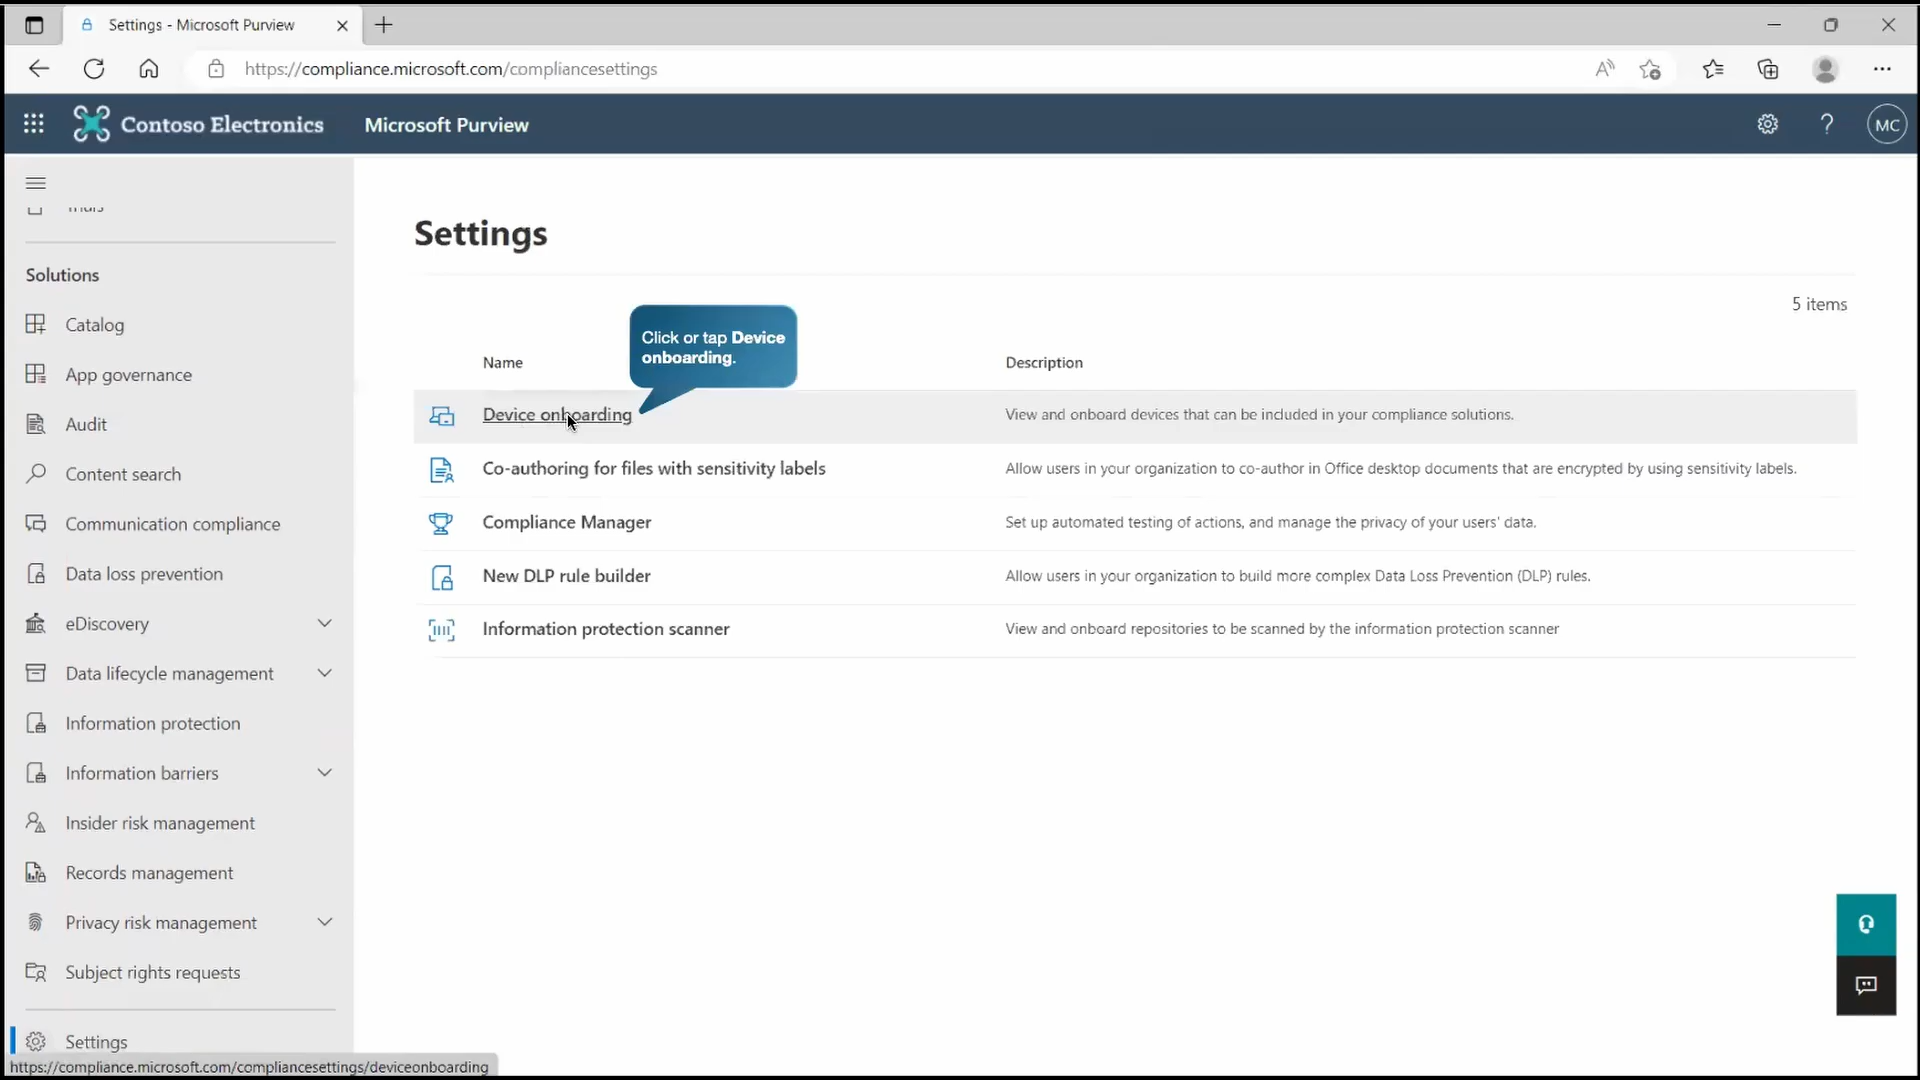 Settings - Microsoft Purview
https://compliance.microsoft.com/compliancesettings
Contoso Electronics
Microsoft Purview
MC
Solutions
Catalog
App governance
Audit
Content search
Communication compliance
Data loss prevention
eDiscovery
Data lifecycle management
Information protection
Information barriers
Insider risk management
Records management
Privacy risk management
Subject rights requests
Settings
https://compliance.microsoft.com/compliancesettings/deviceonboarding
Settings
5 items
Click or tap Device
onboarding.
Name Description
Device onboarding View and onboard devices that can be included in your compliance solutions.
Co-authoring for files with sensitivity labels Allow users in your organization to co-author in Office desktop documents that are encrypted by using sensitivity labels.
Compliance Manager Set up automated testing of actions, and manage the privacy of your users' data.
New DLP rule builder Allow users in your organization to build more complex Data Loss Prevention (DLP) rules.
Information protection scanner View and onboard repositories to be scanned by the information protection scanner